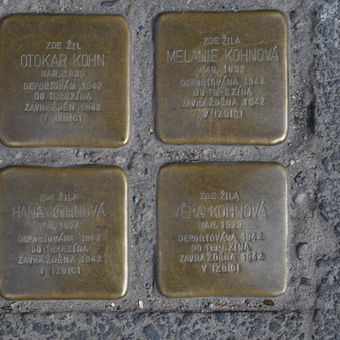 ZDE ŽIL
OTOKAR KOHN
NAR. 1889
DEPORTOVÁN 1942
DO TEREZÍNA
ZAVRAŽDĚN 1942
V IZBICI
ZDE ŽILA
MELANIE KOHNOVÁ
NAR. 1892
DEPORTOVÁNA 1942
DO TEREZÍNA
ZAVRAŽDĚNA 1942
V IZBICI
ZDE ŽILA
HANA KOHNOVÁ
NAR. 1924
DEPORTOVÁNA 1942
DO TEREZÍNA
ZAVRAŽDĚNA 1942
V IZBICI
ZDE ŽILA
VĚRA KOHNOVÁ
NAR. 1929
DEPORTOVÁNA 1942
DO TEREZÍNA
ZAVRAŽDĚNA 1942
V IZBICI